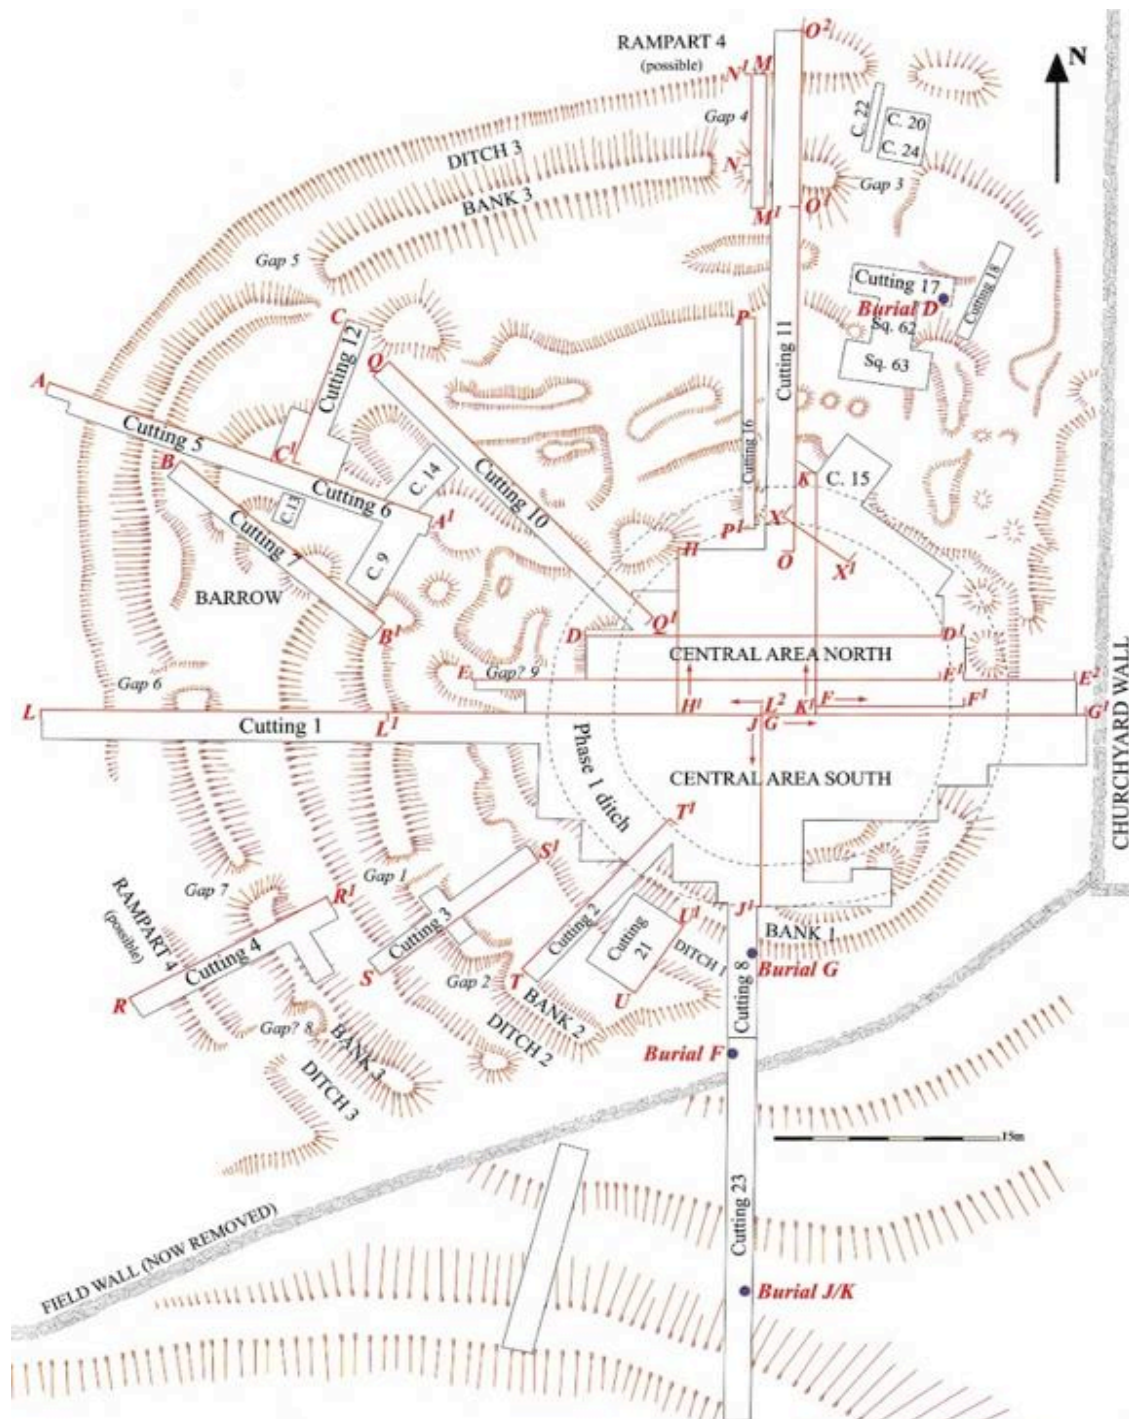 O²
RAMPART 4
(possible)
N¹
M
N
Gap 4
C. 22
C. 20
C. 24
DITCH 3
BANK 3
N
Gap 3
M¹
O¹
Gap 5
Cutting 17
Burial D
Cutting 18
Sq. 62
Sq. 63
C
Cutting 12
P
Cutting 11
Q
A
Cutting 5
C¹
B
Cutting 6
C. 14
Cutting 10
Cutting 16
K
C. 15
C. 13
A¹
P¹
X
Cutting 7
C. 9
H
O
X¹
BARROW
B¹
Q¹
D
D¹
CENTRAL AREA NORTH
Gap 6
E
Gap? 9
E¹
E²
L
Cutting 1
L¹
H¹
L²
K¹
F
F¹
J
G
G¹
Phase 1 ditch
CENTRAL AREA SOUTH
CHURCHYARD WALL
T¹
S¹
Gap 1
Gap 7
R¹
RAMPART 4
(possible)
Cutting 4
Cutting 3
Cutting 2
Cutting
21
U¹
J¹
BANK 1
DITCH 1
Cutting 8
Burial G
S
Gap 2
T
U
R
BANK 2
DITCH 2
Gap? 8
BANK 3
DITCH 3
Burial F
15m
Cutting 23
FIELD WALL (NOW REMOVED)
Burial J/K